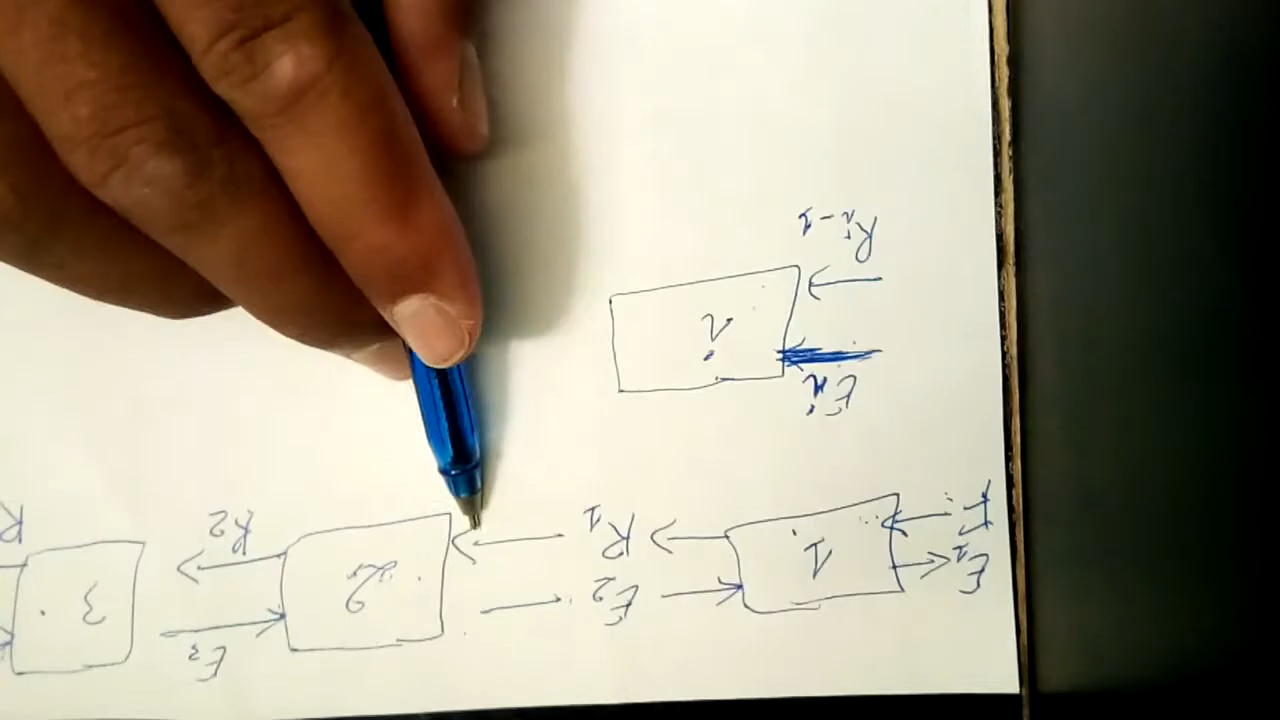 E₁ E₂ E₃
1 2 3
F R₁ R₂ R
Eᵢ
i
Rᵢ₋₁